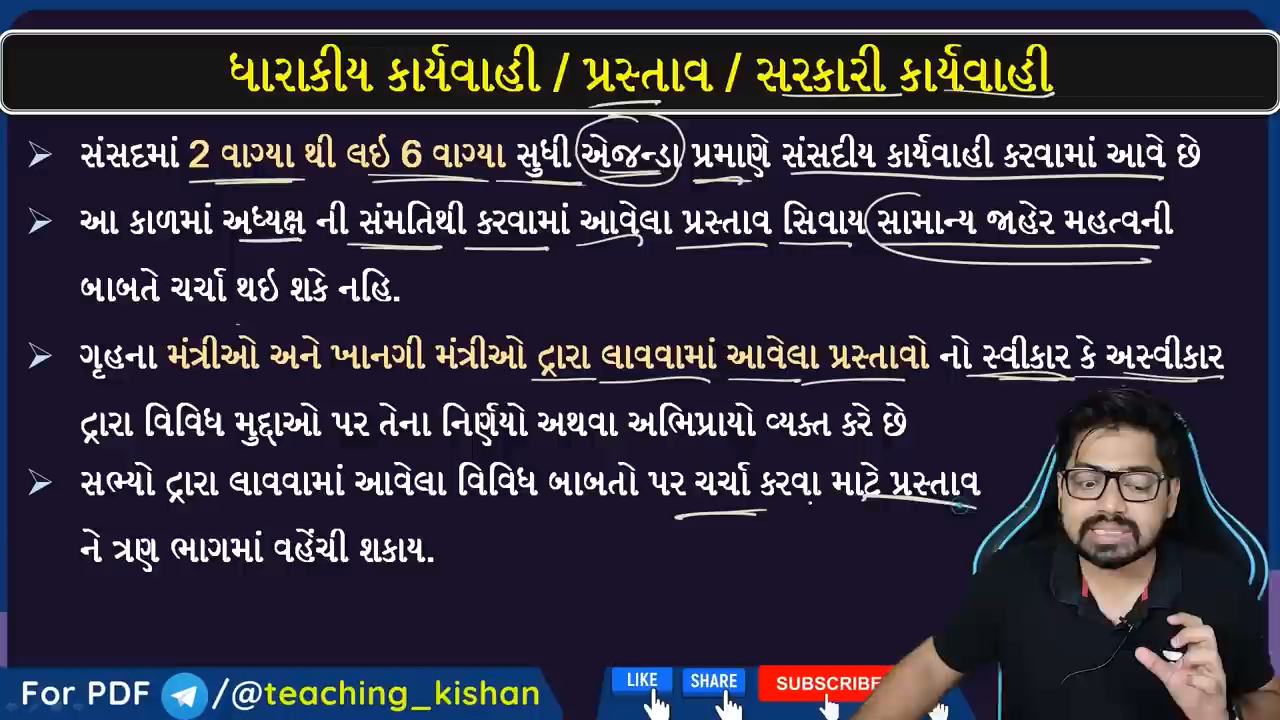 ધારાકીય કાર્યવાહી / પ્રસ્તાવ / સરકારી કાર્યવાહી
સંસદમાં 2 વાગ્યા થી લઇ 6 વાગ્યા સુધી એજન્ડા પ્રમાણે સંસદીય કાર્યવાહી કરવામાં આવે છે
આ કાળમાં અધ્યક્ષ ની સંમતિથી કરવામાં આવેલા પ્રસ્તાવ સિવાય સામાન્ય જાહેર મહત્વની
બાબતે ચર્ચા થઇ શકે નહિ.
ગૃહના મંત્રીઓ અને ખાનગી મંત્રીઓ દ્રારા લાવવામાં આવેલા પ્રસ્તાવો નો સ્વીકાર કે અસ્વીકાર
દ્રારા વિવિધ મુદ્દાઓ પર તેના નિર્ણયો અથવા અભિપ્રાયો વ્યક્ત કરે છે
સભ્યો દ્રારા લાવવામાં આવેલા વિવિધ બાબતો પર ચર્ચા કરવા માટે પ્રસ્તાવ
ને ત્રણ ભાગમાં વહેંચી શકાય.
For PDF /@teaching_kishan
LIKE SHARE SUBSCRIBE